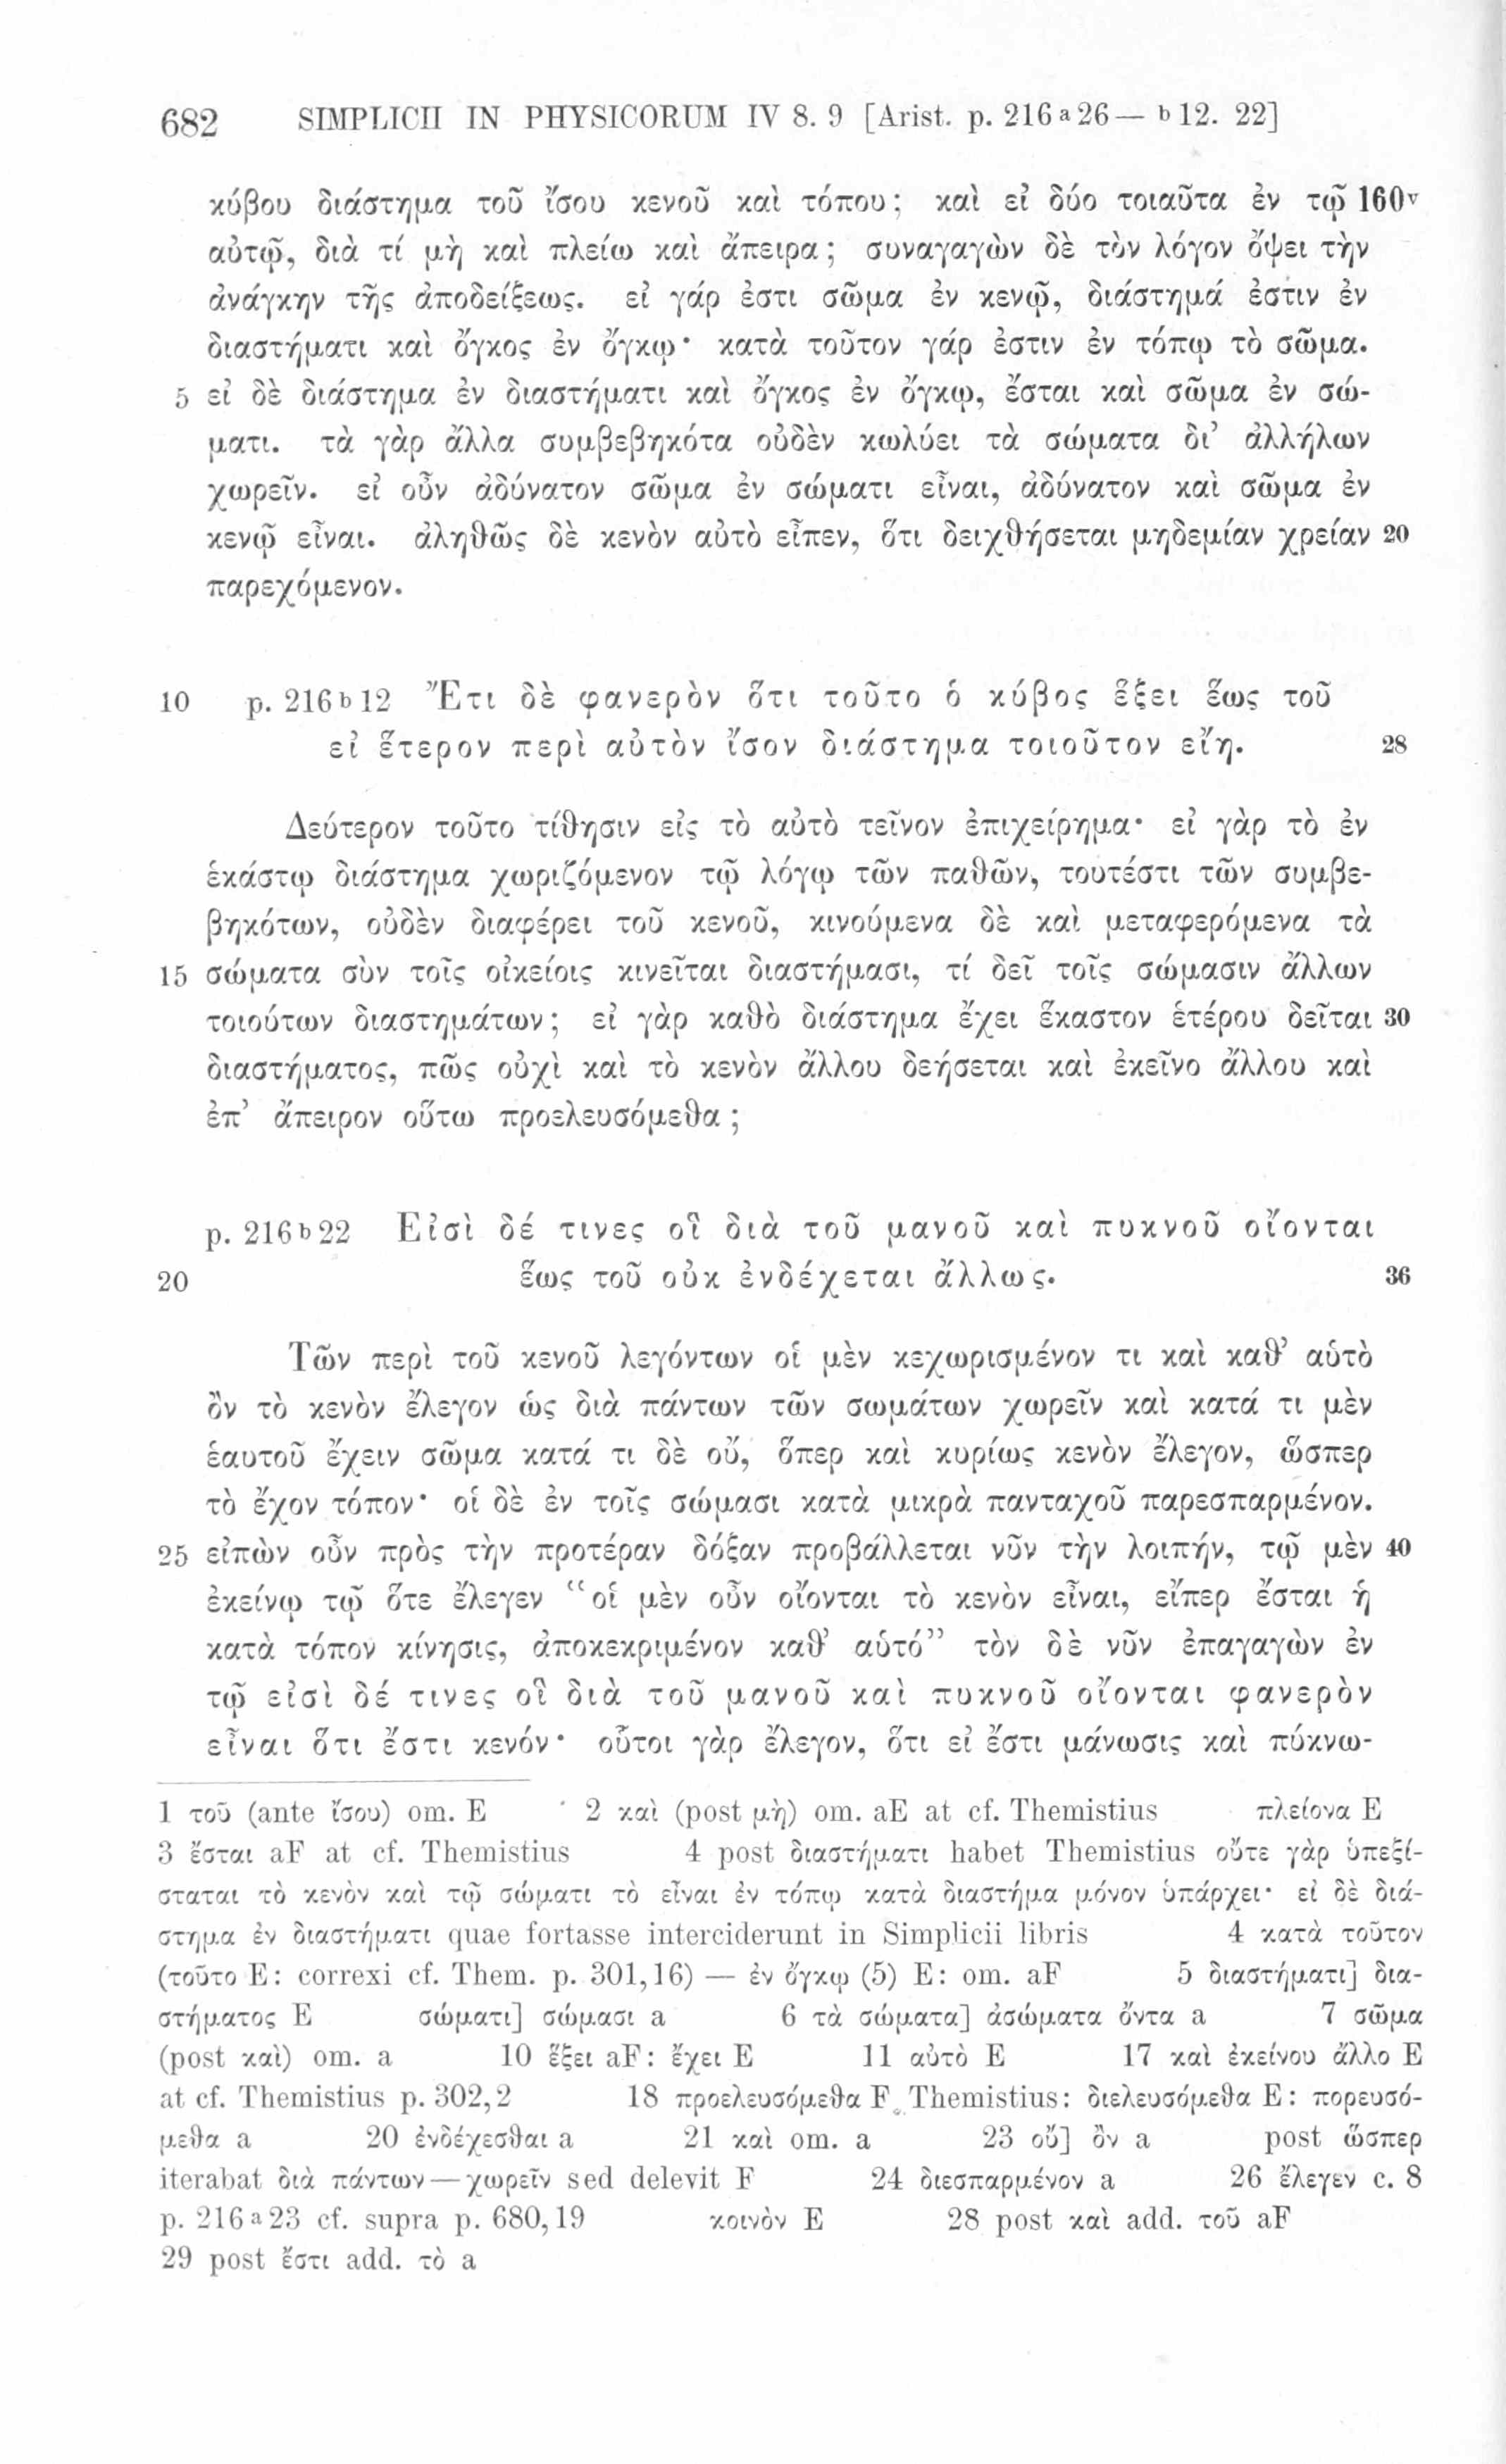 682 SIMPLICII IN PHYSICORUM IV 8. 9 [Arist. p. 216 a 26 — b 12. 22]
κύβου διάστημα τοῦ ἴσου κενοῦ καὶ τόπου; καὶ εἰ δύο τοιαῦτα ἐν τῷ 160v
αὐτῷ, διὰ τί μὴ καὶ πλείω καὶ ἄπειρα; συναγαγὼν δὲ τὸν λόγον ὄψει τὴν
ἀνάγκην τῆς ἀποδείξεως. εἰ γάρ ἐστι σῶμα ἐν κενῷ, διάστημά ἐστιν ἐν
διαστήματι καὶ ὄγκος ἐν ὄγκῳ· κατὰ τοῦτον γάρ ἐστιν ἐν τόπῳ τὸ σῶμα.
5 εἰ δὲ διάστημα ἐν διαστήματι καὶ ὄγκος ἐν ὄγκῳ, ἔσται καὶ σῶμα ἐν σώ-
ματι. τὰ γὰρ ἄλλα συμβεβηκότα οὐδὲν κωλύει τὰ σώματα δι’ ἀλλήλων
χωρεῖν. εἰ οὖν ἀδύνατον σῶμα ἐν σώματι εἶναι, ἀδύνατον καὶ σῶμα ἐν
κενῷ εἶναι. ἀληθῶς δὲ κενὸν αὐτὸ εἶπεν, ὅτι δειχθήσεται μηδεμίαν χρείαν 20
παρεχόμενον.
10 p. 216 b 12 Ἔτι δὲ φανερὸν ὅτι τοῦτο ὁ κύβος ἕξει ἕως τοῦ
εἰ ἕτερον περὶ αὐτὸν ἴσον διάστημα τοιοῦτον εἴη. 28
Δεύτερον τοῦτο τίθησιν εἰς τὸ αὐτὸ τεῖνον ἐπιχείρημα· εἰ γὰρ τὸ ἐν
ἑκάστῳ διάστημα χωριζόμενον τῷ λόγῳ τῶν παθῶν, τουτέστι τῶν συμβε-
βηκότων, οὐδὲν διαφέρει τοῦ κενοῦ, κινούμενα δὲ καὶ μεταφερόμενα τὰ
15 σώματα σὺν τοῖς οἰκείοις κινεῖται διαστήμασι, τί δεῖ τοῖς σώμασιν ἄλλων
τοιούτων διαστημάτων; εἰ γὰρ καθὸ διάστημα ἔχει ἕκαστον ἑτέρου δεῖται 30
διαστήματος, πῶς οὐχὶ καὶ τὸ κενὸν ἄλλου δεήσεται καὶ ἐκεῖνο ἄλλου καὶ
ἐπ’ ἄπειρον οὕτω προελευσόμεθα;
p. 216 b 22 Εἰσὶ δέ τινες οἳ διὰ τοῦ μανοῦ καὶ πυκνοῦ οἴονται
20 ἕως τοῦ οὐκ ἐνδέχεται ἄλλως. 36
Τῶν περὶ τοῦ κενοῦ λεγόντων οἱ μὲν κεχωρισμένον τι καὶ καθ’ αὑτὸ
ὂν τὸ κενὸν ἔλεγον ὡς διὰ πάντων τῶν σωμάτων χωρεῖν καὶ κατά τι μὲν
ἑαυτοῦ ἔχειν σῶμα κατά τι δὲ οὔ, ὅπερ καὶ κυρίως κενὸν ἔλεγον, ὥσπερ
τὸ ἔχον τόπον· οἱ δὲ ἐν τοῖς σώμασι κατὰ μικρὰ πανταχοῦ παρεσπαρμένον.
25 εἰπὼν οὖν πρὸς τὴν προτέραν δόξαν προβάλλεται νῦν τὴν λοιπήν, τῷ μὲν 40
ἐκείνῳ τῷ ὅτε ἔλεγεν “οἱ μὲν οὖν οἴονται τὸ κενὸν εἶναι, εἴπερ ἔσται ἡ
κατὰ τόπον κίνησις, ἀποκεκριμένον καθ’ αὑτό” τὸν δὲ νῦν ἐπαγαγὼν ἐν
τῷ εἰσὶ δέ τινες οἳ διὰ τοῦ μανοῦ καὶ πυκνοῦ οἴονται φανερὸν
εἶναι ὅτι ἔστι κενόν· οὗτοι γὰρ ἔλεγον, ὅτι εἰ ἔστι μάνωσις καὶ πύκνω-
1 τοῦ (ante ἴσου) om. E 2 καὶ (post μὴ) om. aE at cf. Themistius πλείονα E
3 ἔσται aF at cf. Themistius 4 post διαστήματι habet Themistius οὔτε γὰρ ὑπεξί-
σταται τὸ κενὸν καὶ τῷ σώματι τὸ εἶναι ἐν τόπῳ κατὰ διαστήμα μόνον ὑπάρχει· εἰ δὲ διά-
στημα ἐν διαστήματι quae fortasse interciderunt in Simplicii libris 4 κατὰ τοῦτον
(τοῦτο E: correxi cf. Them. p. 301,16) — ἐν ὄγκῳ (5) E: om. aF 5 διαστήματι] δια-
στήματος E σώματι] σώμασι a 6 τὰ σώματα] ἀσώματα ὄντα a 7 σῶμα
(post καὶ) om. a 10 ἕξει aF: ἔχει E 11 αὐτὸ E 17 καὶ ἐκείνου ἄλλο E
at cf. Themistius p. 302,2 18 προελευσόμεθα F Themistius: διελευσόμεθα E: πορευσό-
μεθα a 20 ἐνδέχεσθαι a 21 καὶ om. a 23 οὔ] ὂν a post ὥσπερ
iterabat διὰ πάντων — χωρεῖν sed delevit F 24 διεσπαρμένον a 26 ἔλεγεν c. 8
p. 216 a 23 cf. supra p. 680,19 κοινὸν E 28 post καὶ add. τοῦ aF
29 post ἔστι add. τὸ a